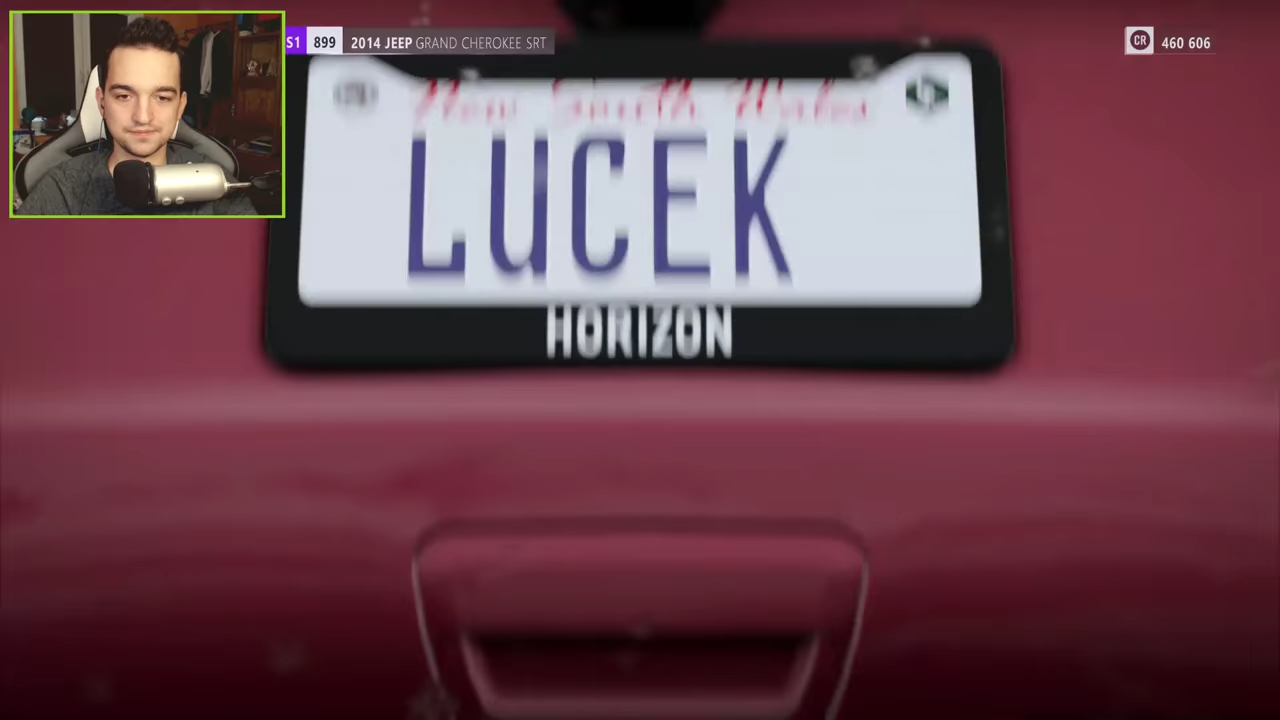 S1 899 2014 JEEP GRAND CHEROKEE SRT
CR 460 606
New South Wales
LUCEK
HORIZON